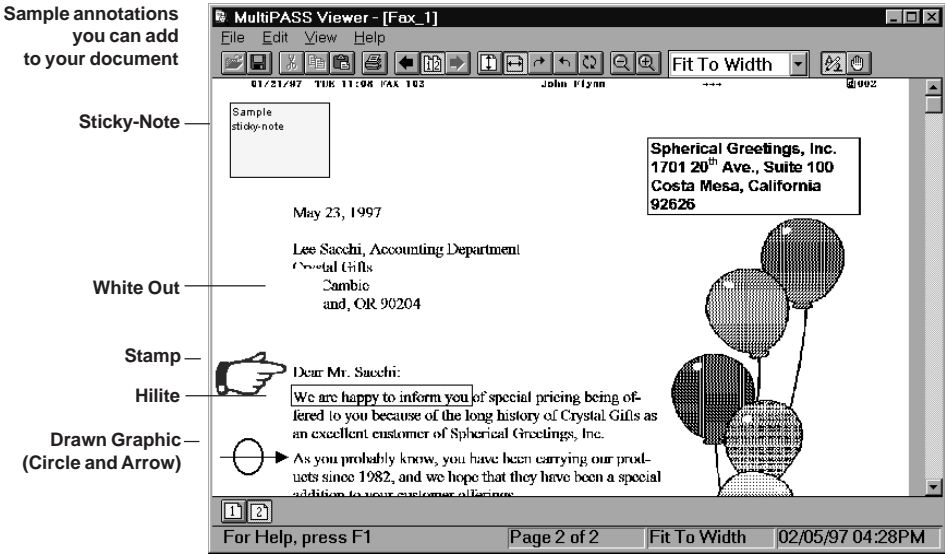 Sample annotations
you can add
to your document
Sticky-Note
White Out
Stamp
Hilite
Drawn Graphic
(Circle and Arrow)
MultiPASS Viewer - [Fax_1]
File Edit View Help
Fit To Width
01/21/97 TUE 11:08 FAX 103 John Flynn +++ 002
Sample
sticky-note
Spherical Greetings, Inc.
1701 20th Ave., Suite 100
Costa Mesa, California
92626
May 23, 1997
Lee Sacchi, Accounting Department
Crystal Gifts
Cambie
and, OR 90204
Dear Mr. Sacchi:
We are happy to inform you of special pricing being of-
fered to you because of the long history of Crystal Gifts as
an excellent customer of Spherical Greetings, Inc.
As you probably know, you have been carrying our prod-
ucts since 1982, and we hope that they have been a special
addition to your customer offerings
1 2
For Help, press F1 Page 2 of 2 Fit To Width 02/05/97 04:28PM